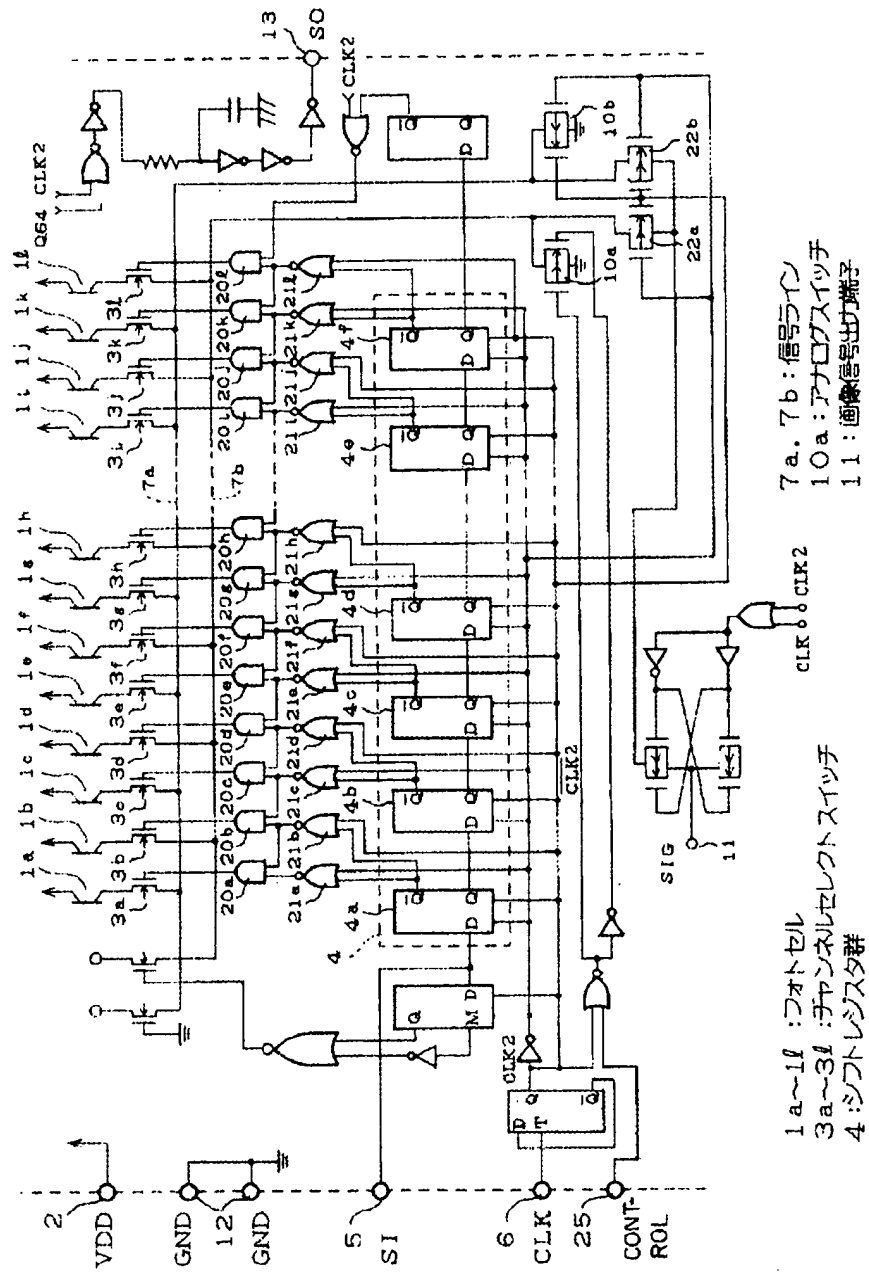 1a 1b 1c 1d 1e 1f 1g 1h 1i 1j 1k 1l
Q64 CLK2
3a 3b 3c 3d 3e 3f 3g 3h 3i 3j 3k 3l
7a
7b
20a 20b 20c 20d 20e 20f 20g 20h 20i 20j 20k 20l
21a 21b 21c 21d 21e 21f 21g 21h 21i 21j 21k 21l
13
SO
CLK2
2
VDD
GND
12
GND
5
SI
6
CLK
25
CONT-
ROL
Q
M D
4
4a 4b 4c 4d 4e 4f
Q̅ Q̅ Q̅ Q̅ Q̅ Q̅ Q̅
D Q D Q D Q D Q D Q D Q D Q
D
T
Q
Q̅
CLK2
C̅L̅K̅2̅
10a
10b
22a
22b
SIG
11
CLK
CLK2
1a〜1l：フォトセル
3a〜3l：チャンネルセレクトスイッチ
4：シフトレジスタ群
7a. 7b：信号ライン
10a：アナログスイッチ
11：画像信号出力端子